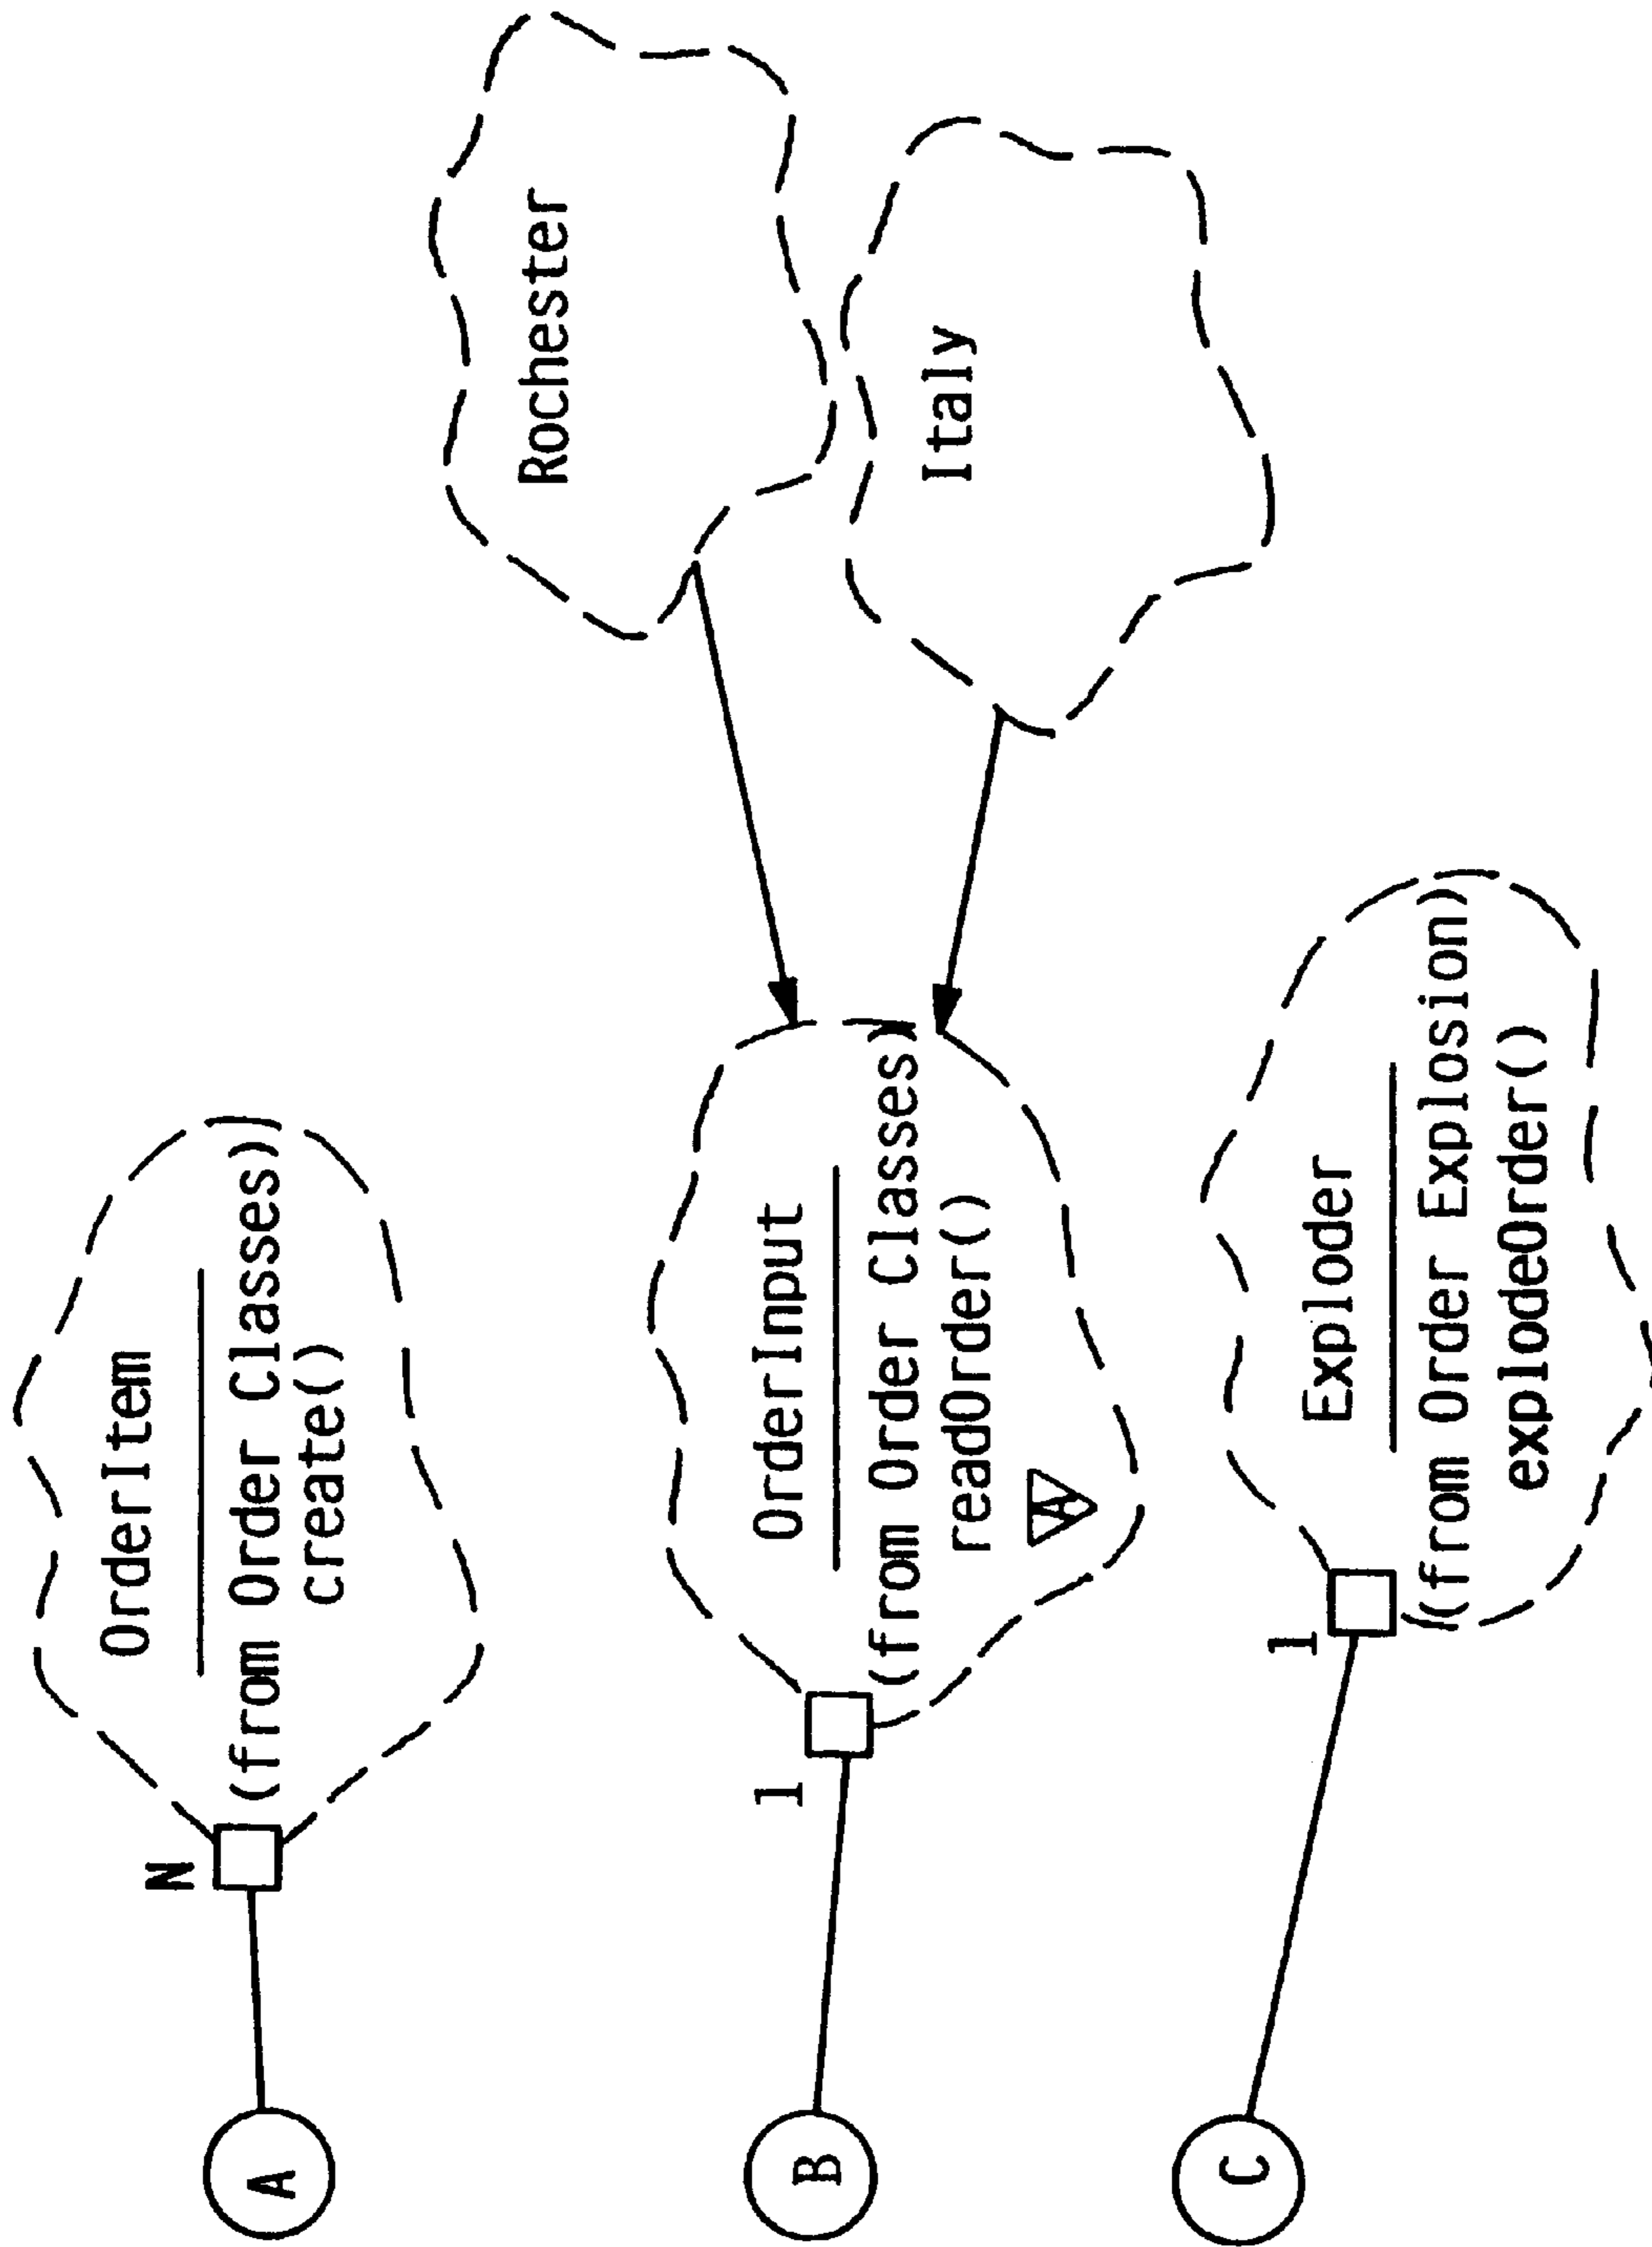 A
N
OrderItem
(from Order Classes)
create()
B
1
OrderInput
(from Order Classes)
readOrder()
A
Rochester
Italy
C
1
Exploder
(from Order Explosion)
explodeOrder()